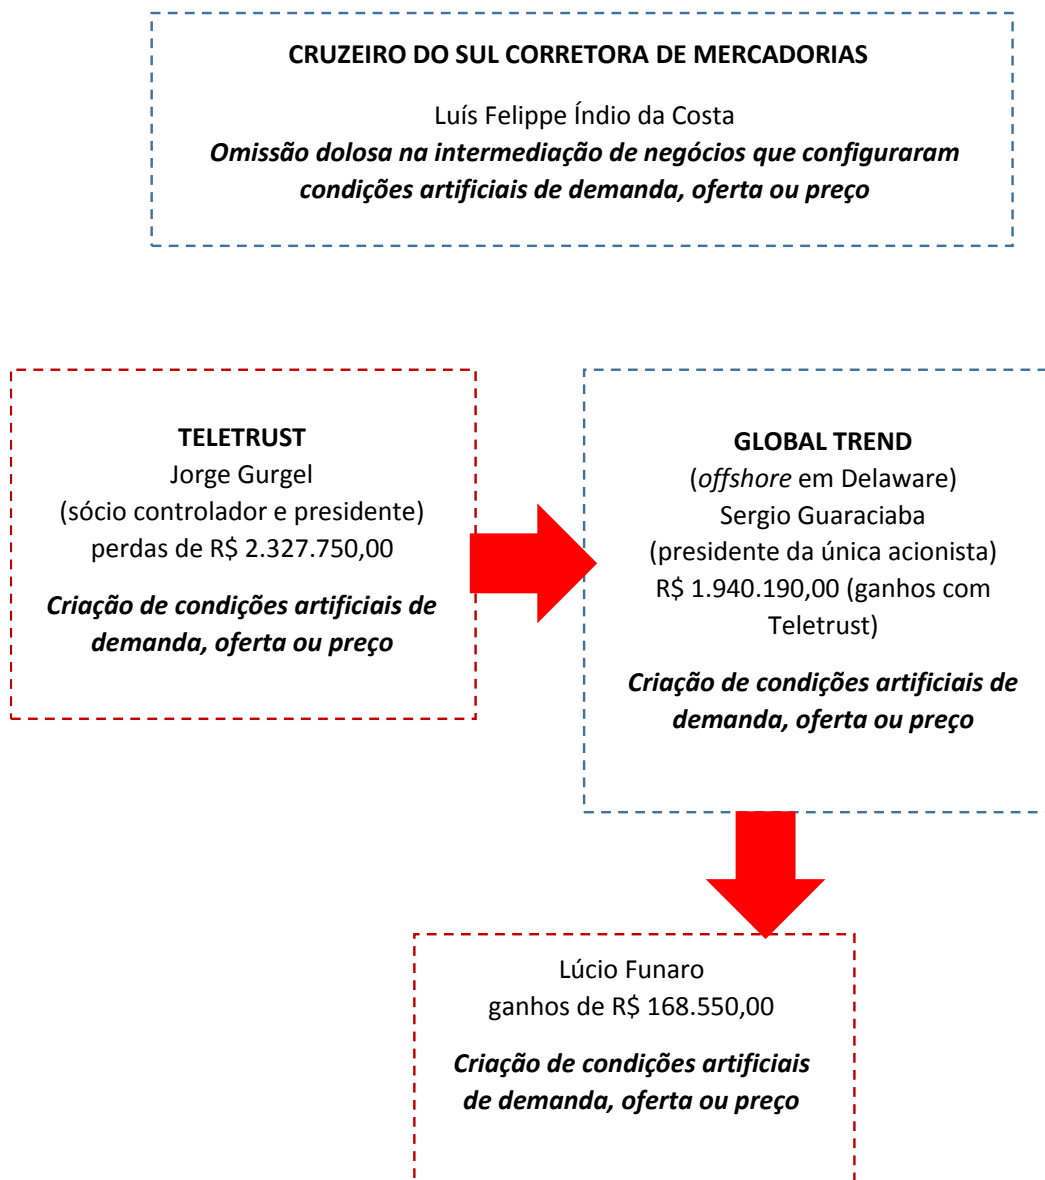 CRUZEIRO DO SUL CORRETORA DE MERCADORIAS
Luís Felippe Índio da Costa
Omissão dolosa na intermediação de negócios que configuraram
condições artificiais de demanda, oferta ou preço
TELETRUST
Jorge Gurgel
(sócio controlador e presidente)
perdas de R$ 2.327.750,00
Criação de condições artificiais de
demanda, oferta ou preço
GLOBAL TREND
(offshore em Delaware)
Sergio Guaraciaba
(presidente da única acionista)
R$ 1.940.190,00 (ganhos com
Teletrust)
Criação de condições artificiais de
demanda, oferta ou preço
Lúcio Funaro
ganhos de R$ 168.550,00
Criação de condições artificiais
de demanda, oferta ou preço